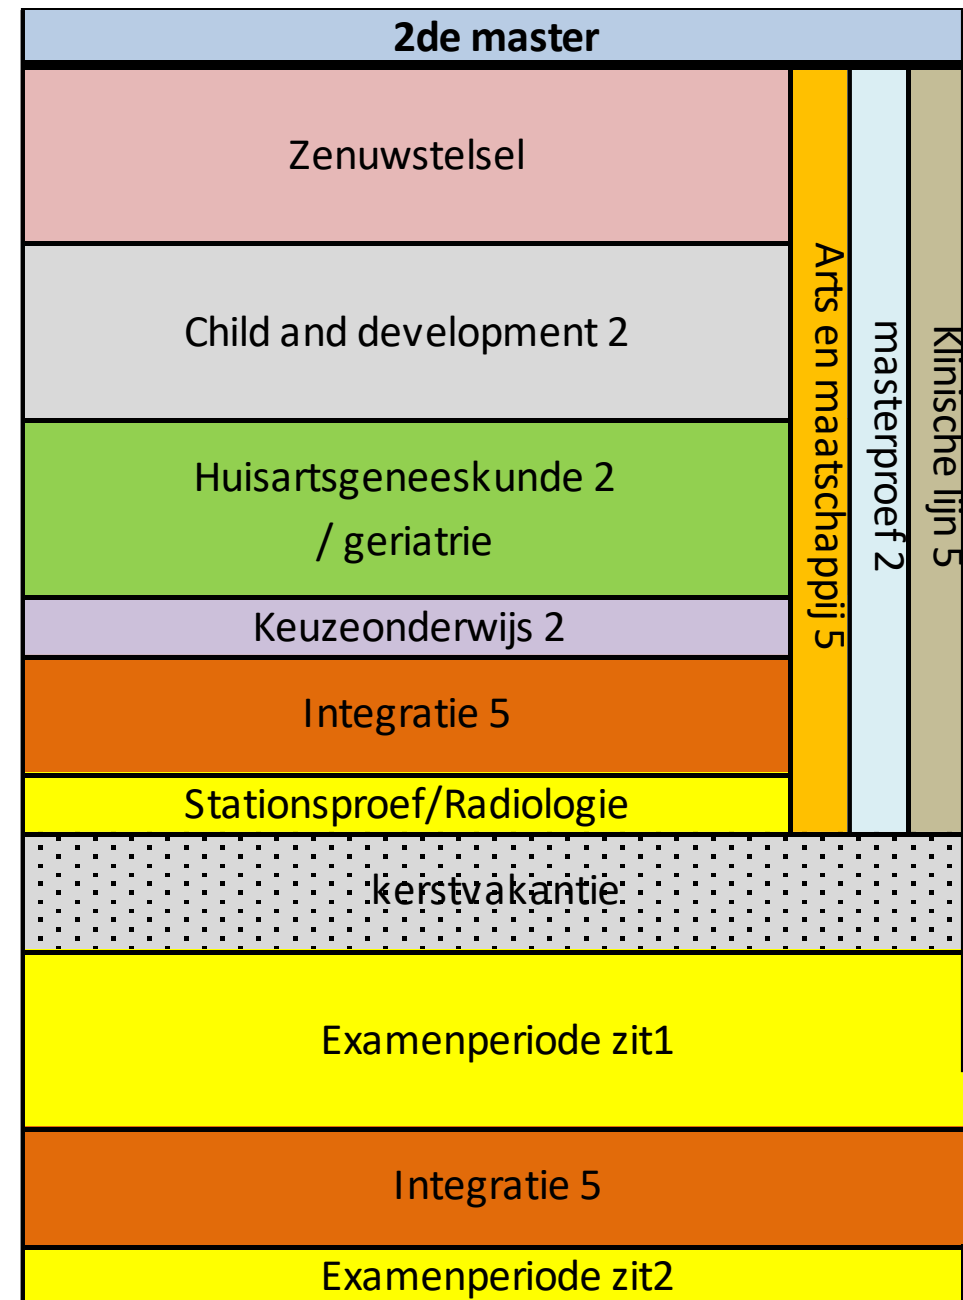 2de master
Zenuwstelsel
Child and development 2
Huisartsgeneeskunde 2
/ geriatrie
Keuzeonderwijs 2
Integratie 5
Stationsproef/Radiologie
Arts en maatschappij 5
masterproef 2
Klinische lijn 5
kerstvakantie
Examenperiode zit1
Integratie 5
Examenperiode zit2